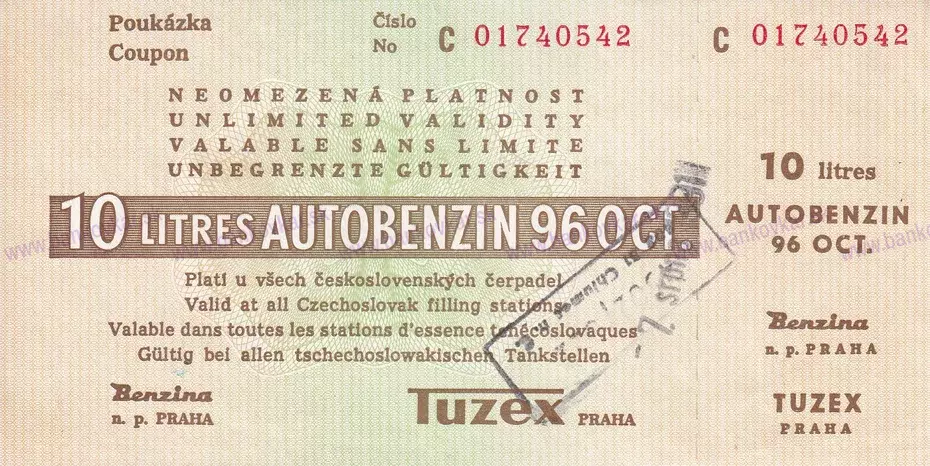 Poukázka
Coupon
Číslo
No
C 01740542
NEOMEZENÁ PLATNOST
UNLIMITED VALIDITY
VALABLE SANS LIMITE
UNBEGRENZTE GÜLTIGKEIT
10 LITRES AUTOBENZIN 96 OCT.
Platí u všech československých čerpadel
Valid at all Czechoslovak filling stations
Valable dans toutes les stations d'essence tchécoslovaques
Gültig bei allen tschechoslowakischen Tankstellen
Benzina
n. p. PRAHA
Tuzex PRAHA
C 01740542
10 litres
AUTOBENZIN
96 OCT.
Benzina
n. p. PRAHA
TUZEX
PRAHA